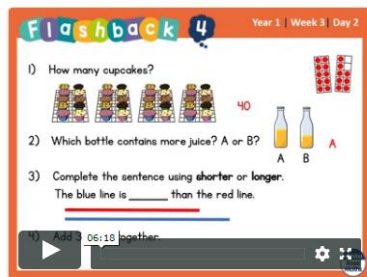 Flashback 4
Year 1 | Week 3 | Day 2
1) How many cupcakes?
40
2) Which bottle contains more juice? A or B?
A
A B
3) Complete the sentence using shorter or longer.
The blue line is ______ than the red line.
4) Add 3 together.
06:18